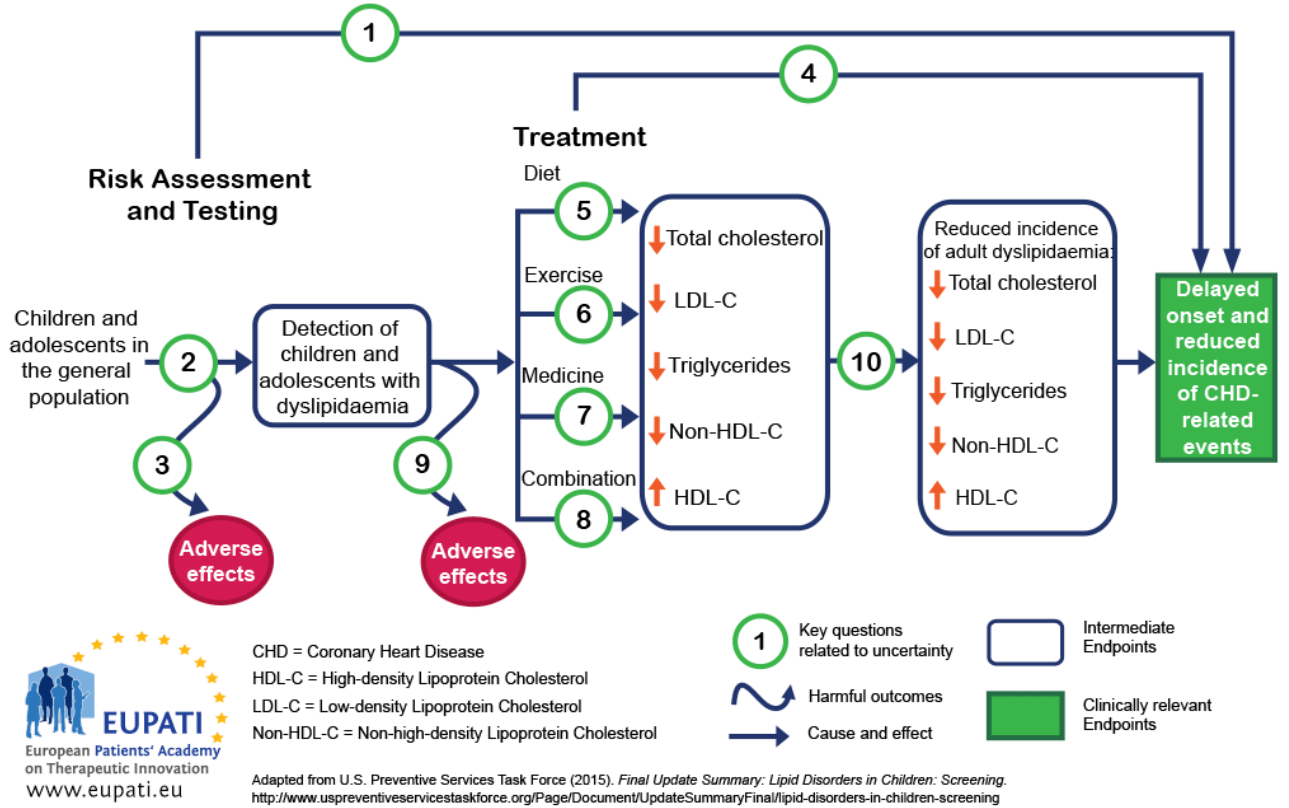 1
4
Treatment
Risk Assessment
and Testing
Diet
5
Exercise
6
Medicine
7
Combination
8
Children and
adolescents in
the general
population
2
Detection of
children and
adolescents with
dyslipidaemia
3
Adverse
effects
9
Adverse
effects
Total cholesterol
LDL-C
Triglycerides
Non-HDL-C
HDL-C
10
Reduced incidence
of adult dyslipidaemia:
Total cholesterol
LDL-C
Triglycerides
Non-HDL-C
HDL-C
Delayed
onset and
reduced
incidence
of CHD-
related
events
EUPATI
European Patients' Academy
on Therapeutic Innovation
www.eupati.eu
CHD = Coronary Heart Disease
HDL-C = High-density Lipoprotein Cholesterol
LDL-C = Low-density Lipoprotein Cholesterol
Non-HDL-C = Non-high-density Lipoprotein Cholesterol
1
Key questions
related to uncertainty
Harmful outcomes
Cause and effect
Intermediate
Endpoints
Clinically relevant
Endpoints
Adapted from U.S. Preventive Services Task Force (2015). Final Update Summary: Lipid Disorders in Children: Screening.
http://www.uspreventiveservicestaskforce.org/Page/Document/UpdateSummaryFinal/lipid-disorders-in-children-screening